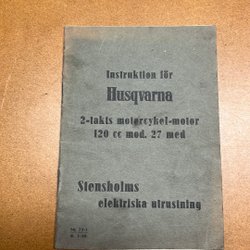 Instruktion för
Husqvarna
2-takts motorcykel-motor
120 cc mod. 27 med
Stensholms
elektriska utrustning